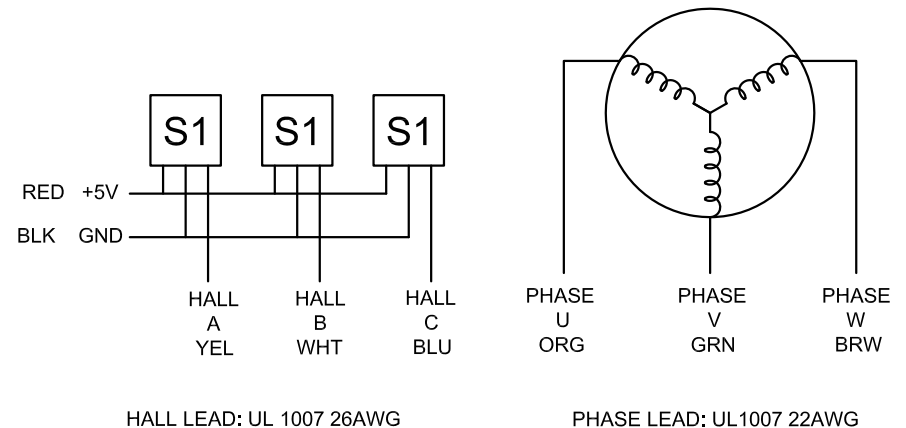 S1 S1 S1
RED +5V
BLK GND
HALL
A
YEL
HALL
B
WHT
HALL
C
BLU
PHASE
U
ORG
PHASE
V
GRN
PHASE
W
BRW
HALL LEAD: UL 1007 26AWG
PHASE LEAD: UL1007 22AWG